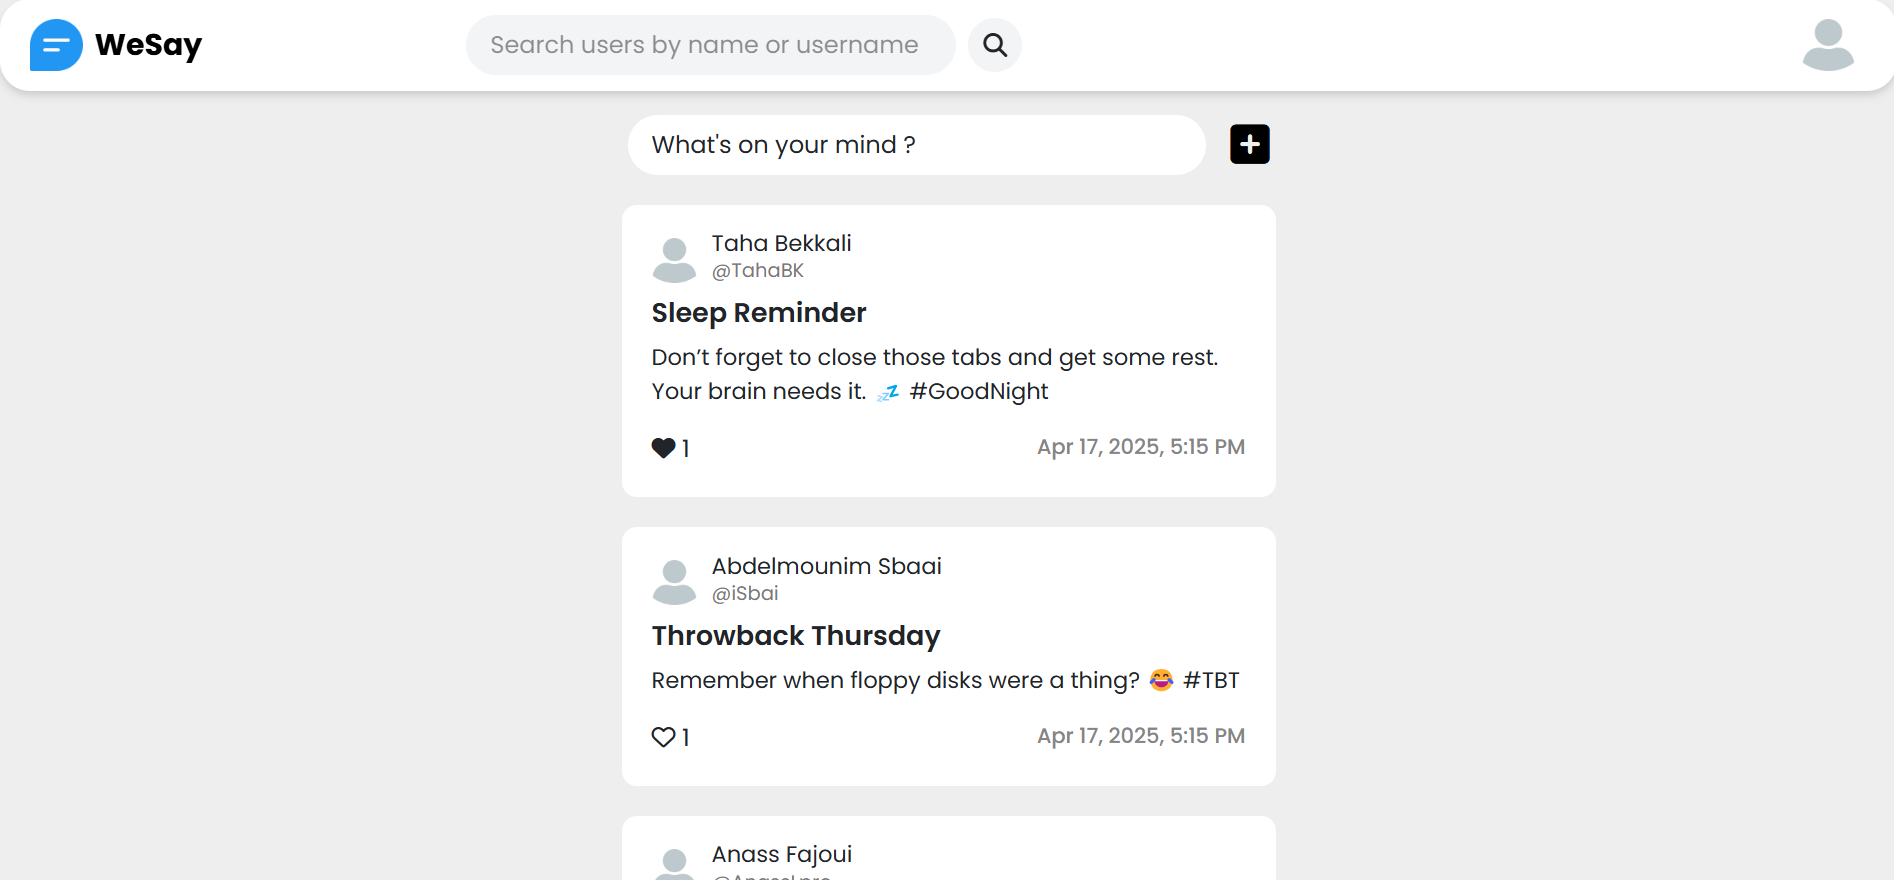 WeSay
Search users by name or username
What's on your mind ?
Taha Bekkali
@TahaBK
Sleep Reminder
Don’t forget to close those tabs and get some rest.
Your brain needs it. 💤 #GoodNight
1
Apr 17, 2025, 5:15 PM
Abdelmounim Sbaai
@iSbai
Throwback Thursday
Remember when floppy disks were a thing? 😂 #TBT
1
Apr 17, 2025, 5:15 PM
Anass Fajoui